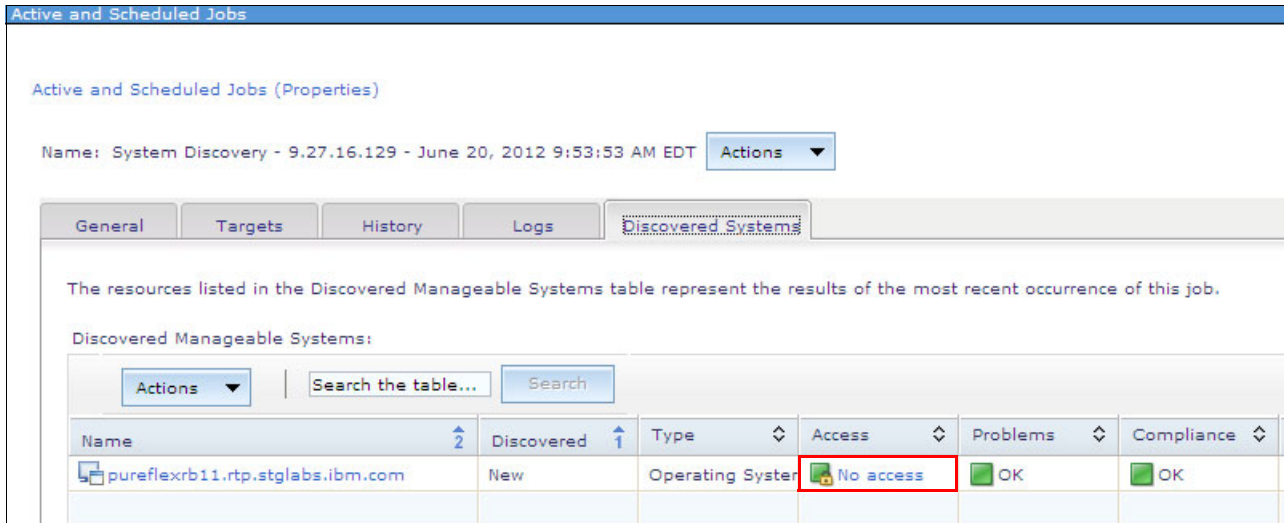 Active and Scheduled Jobs
Active and Scheduled Jobs (Properties)
Name: System Discovery - 9.27.16.129 - June 20, 2012 9:53:53 AM EDT Actions
General Targets History Logs Discovered Systems
The resources listed in the Discovered Manageable Systems table represent the results of the most recent occurrence of this job.
Discovered Manageable Systems:
Actions Search the table... Search
Name 2 Discovered 1 Type Access Problems Compliance
pureflexrb11.rtp.stglabs.ibm.com New Operating System No access OK OK